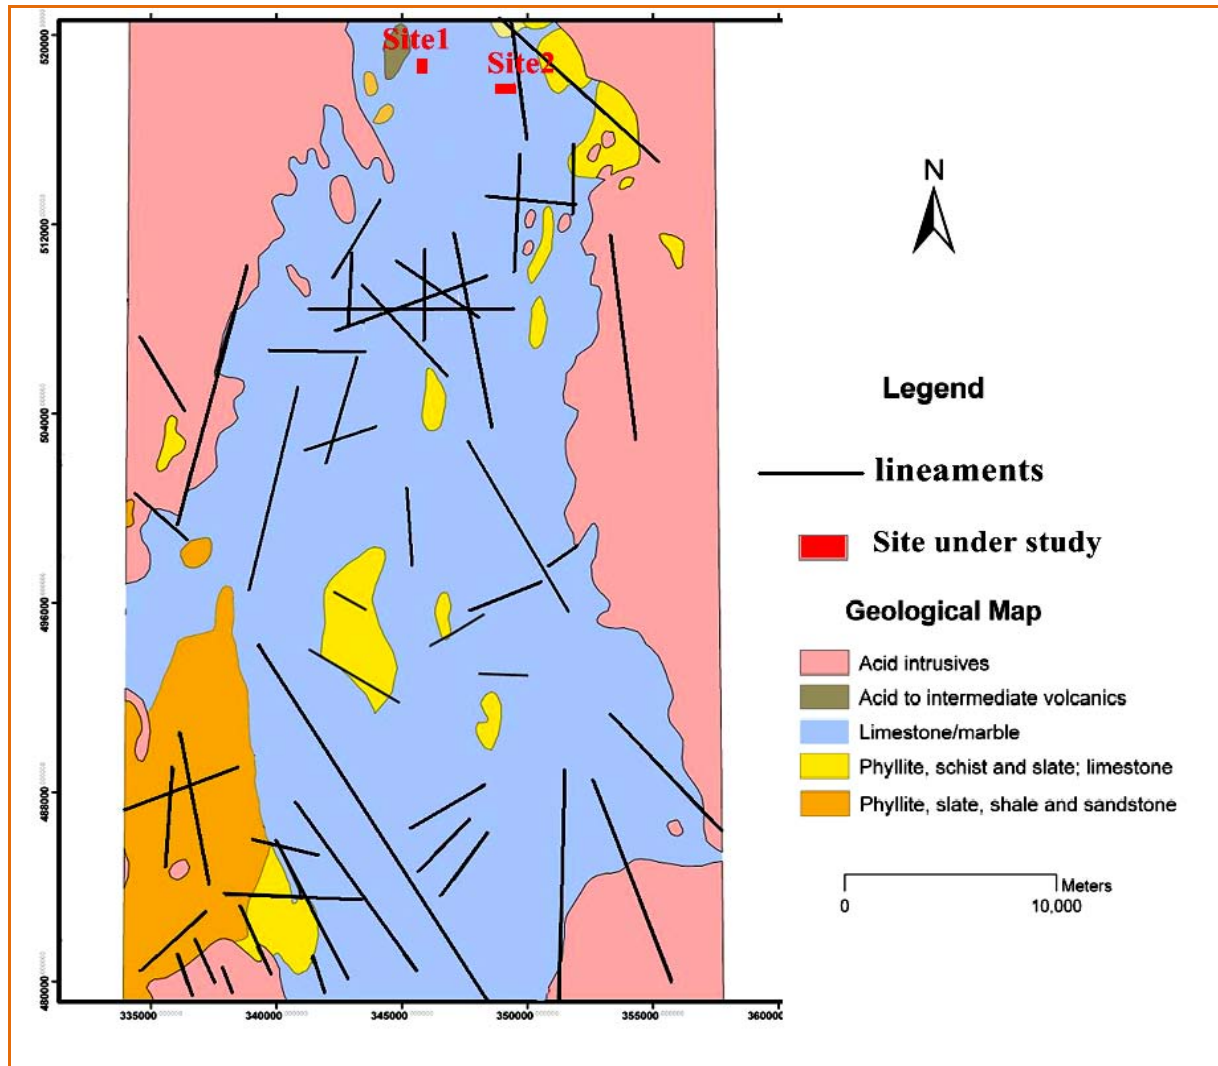 Site1
Site2
520000
512000
504000
496000
488000
480000
335000
340000
345000
350000
355000
360000
N
Legend
lineaments
Site under study
Geological Map
Acid intrusives
Acid to intermediate volcanics
Limestone/marble
Phyllite, schist and slate; limestone
Phyllite, slate, shale and sandstone
Meters
0 10,000